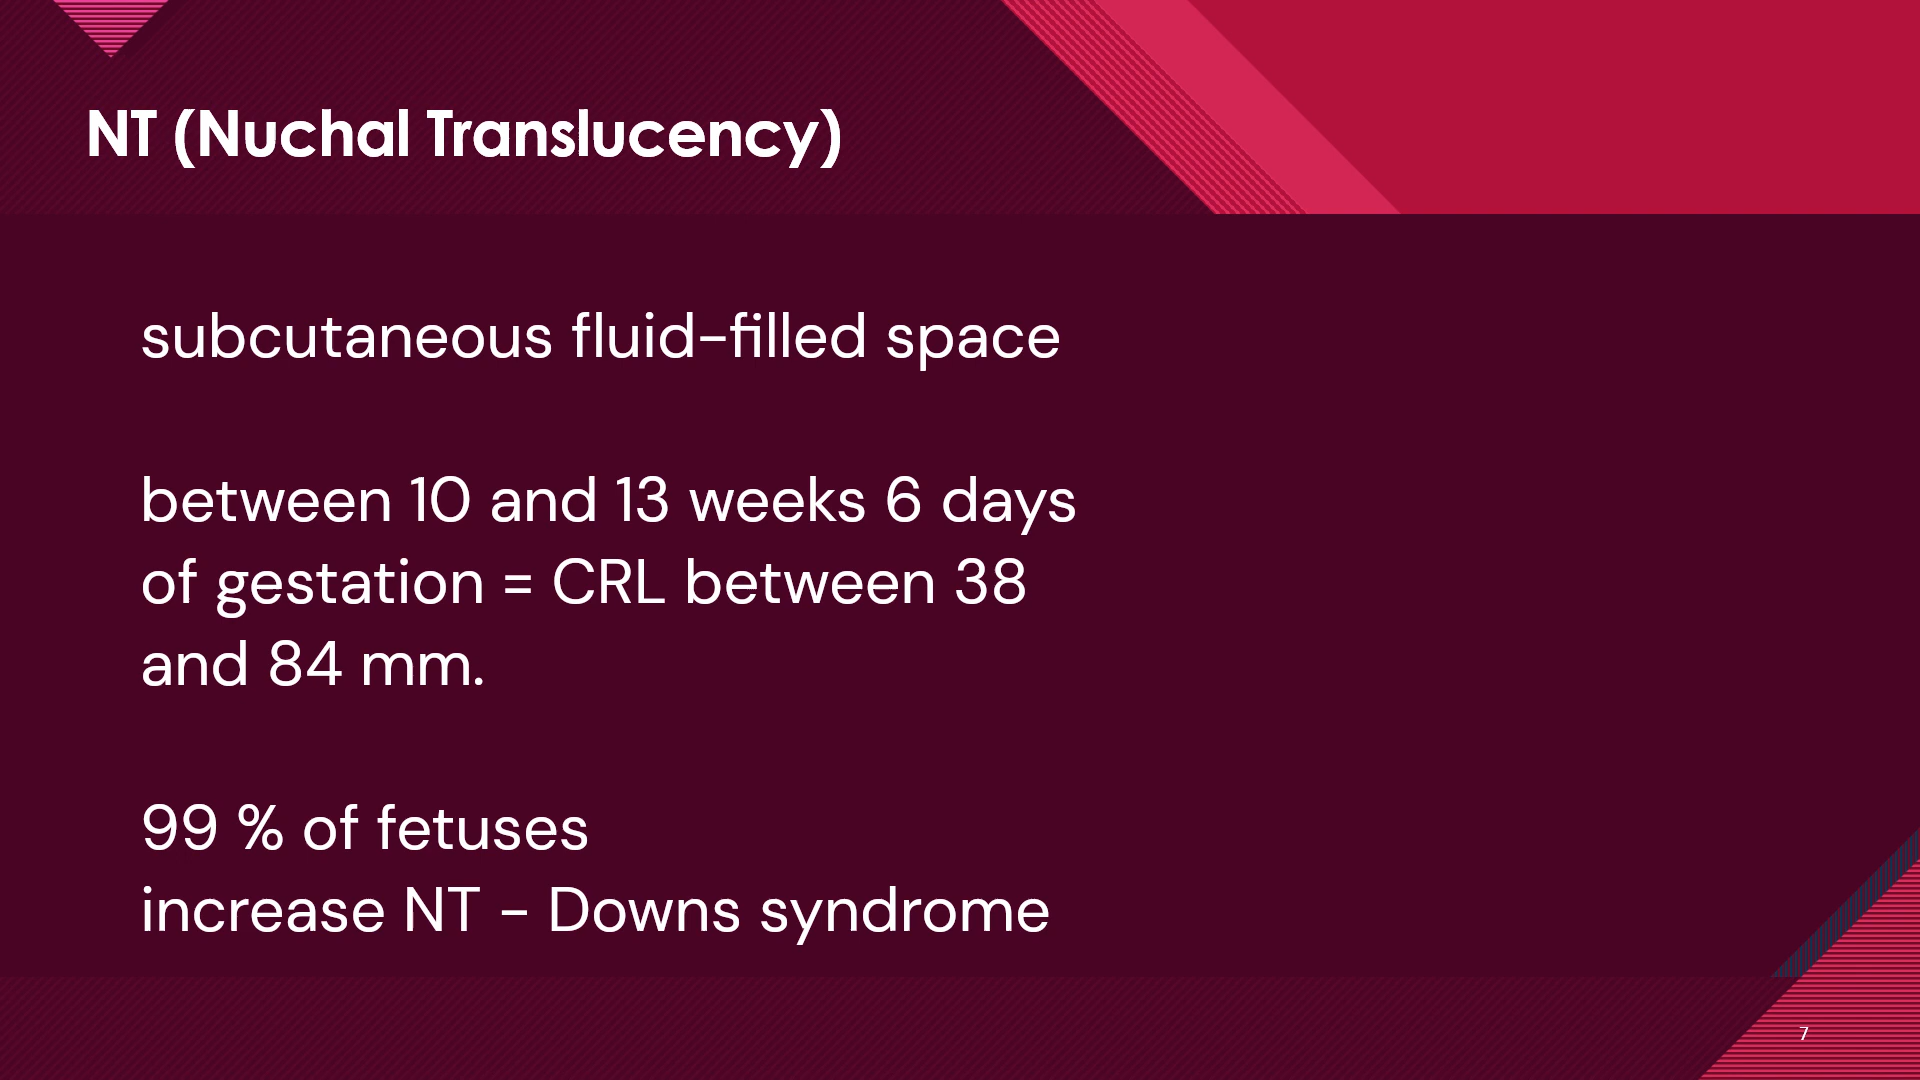 NT (Nuchal Translucency)
subcutaneous fluid-filled space
between 10 and 13 weeks 6 days
of gestation = CRL between 38
and 84 mm.
99 % of fetuses
increase NT - Downs syndrome
7